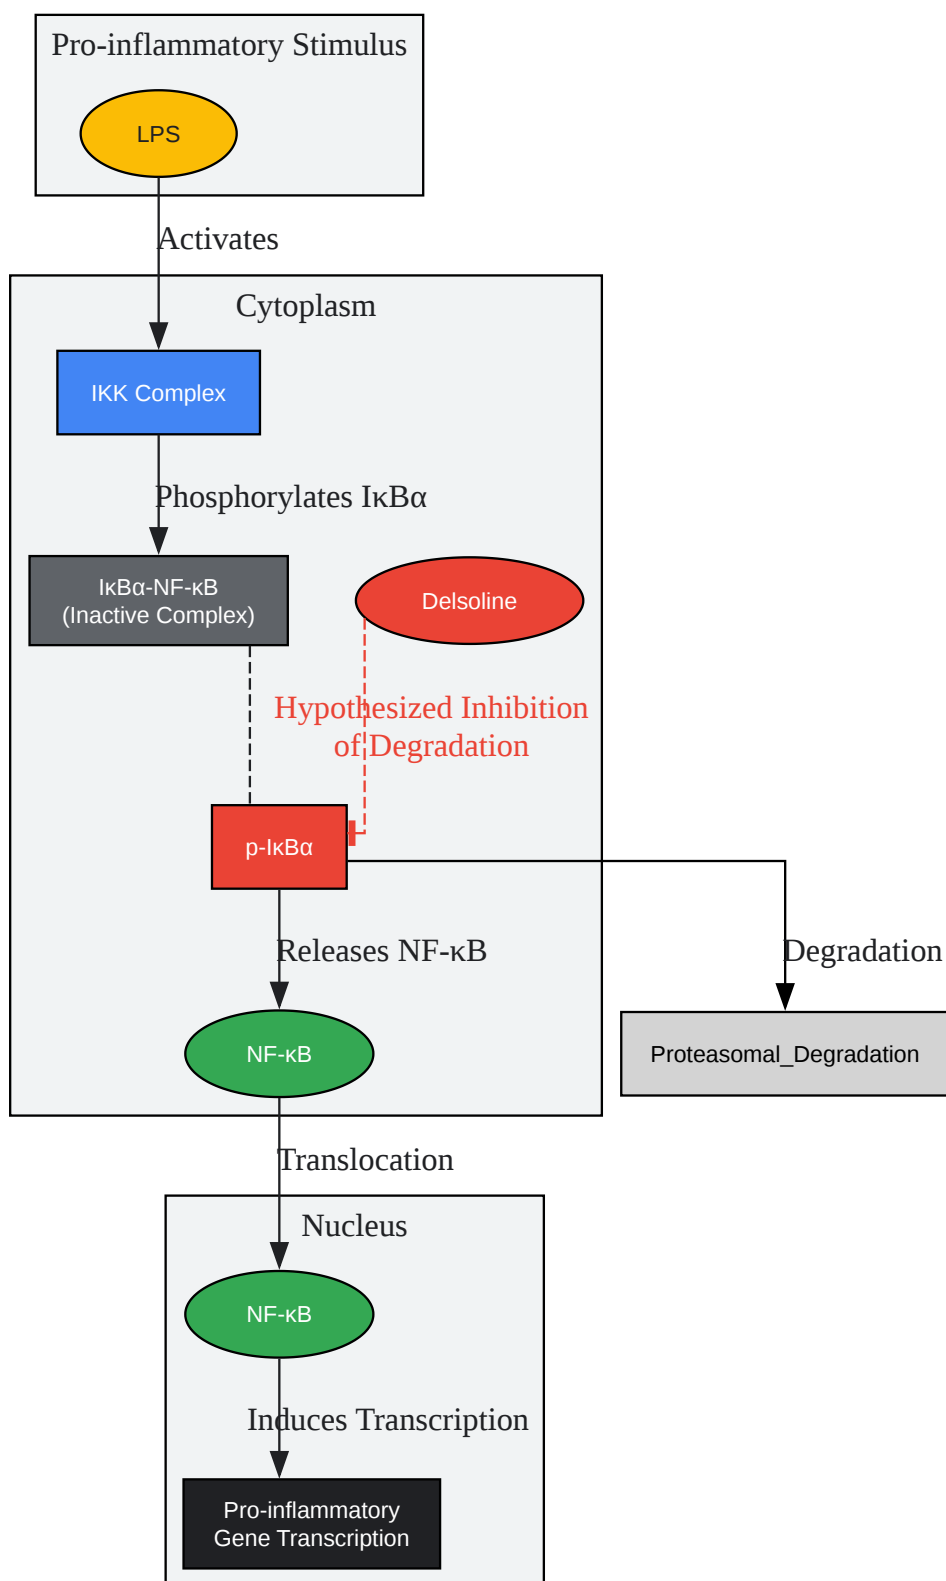 Pro-inflammatory Stimulus
LPS
Activates
Cytoplasm
IKK Complex
Phosphorylates IκBα
IκBα-NF-κB
(Inactive Complex)
Delsoline
Hypothesized Inhibition
of Degradation
p-IκBα
Releases NF-κB
Degradation
NF-κB
Proteasomal_Degradation
Translocation
Nucleus
NF-κB
Induces Transcription
Pro-inflammatory
Gene Transcription